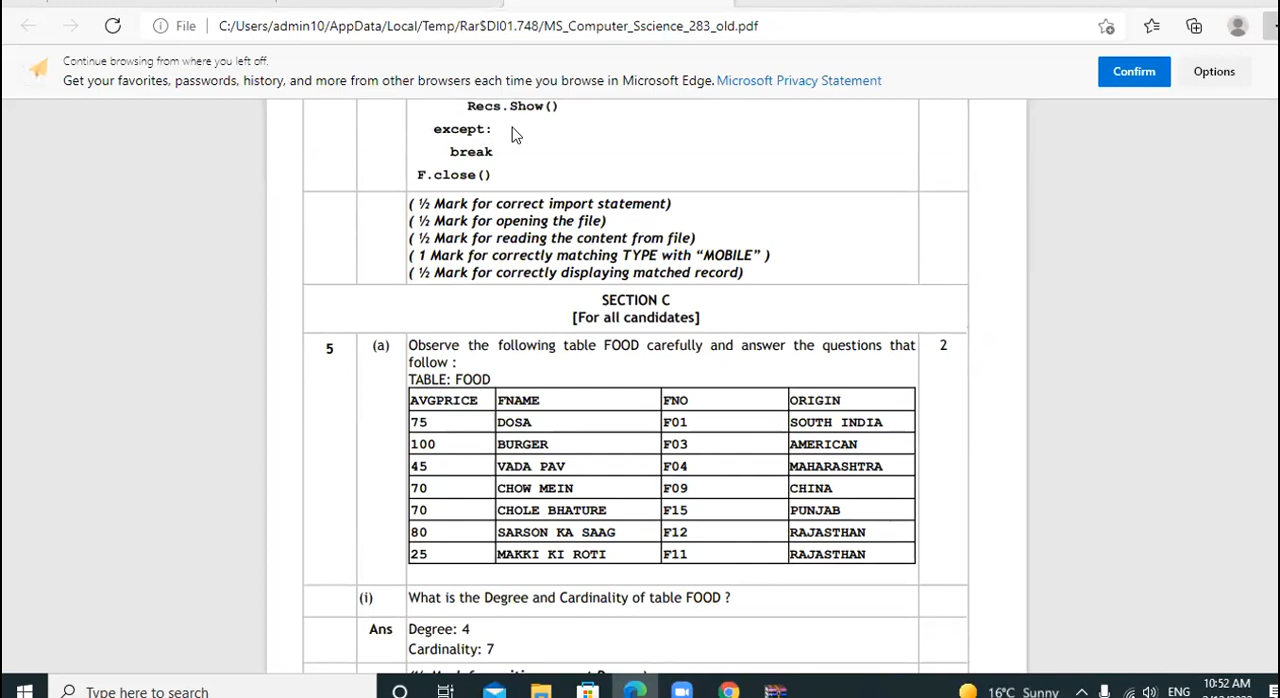 File C:/Users/admin10/AppData/Local/Temp/Rar$DI01.748/MS_Computer_Sscience_283_old.pdf
Continue browsing from where you left off.
Get your favorites, passwords, history, and more from other browsers each time you browse in Microsoft Edge. Microsoft Privacy Statement
Confirm
Options
Recs.Show()
except:
break
F.close()
( ½ Mark for correct import statement)
( ½ Mark for opening the file)
( ½ Mark for reading the content from file)
( 1 Mark for correctly matching TYPE with “MOBILE” )
( ½ Mark for correctly displaying matched record)
SECTION C
[For all candidates]
5 (a) Observe the following table FOOD carefully and answer the questions that 2
follow :
TABLE: FOOD
AVGPRICE FNAME FNO ORIGIN
75 DOSA F01 SOUTH INDIA
100 BURGER F03 AMERICAN
45 VADA PAV F04 MAHARASHTRA
70 CHOW MEIN F09 CHINA
70 CHOLE BHATURE F15 PUNJAB
80 SARSON KA SAAG F12 RAJASTHAN
25 MAKKI KI ROTI F11 RAJASTHAN
(i) What is the Degree and Cardinality of table FOOD ?
Ans Degree: 4
Cardinality: 7
Type here to search
16°C Sunny
ENG
10:52 AM